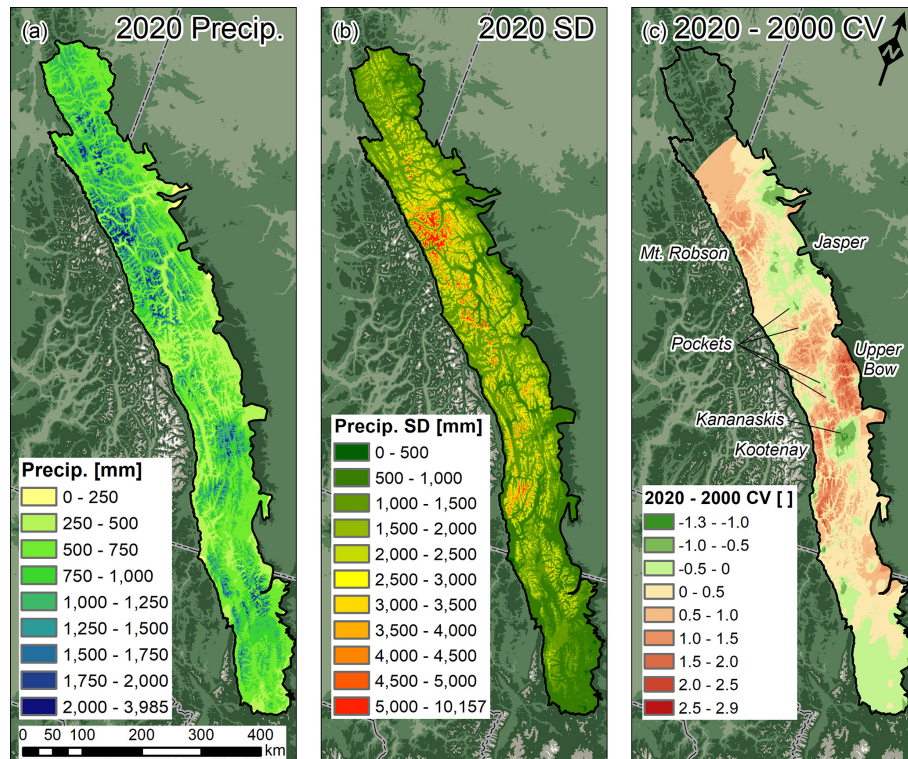 (a) 2020 Precip.
Precip. [mm]
0 - 250
250 - 500
500 - 750
750 - 1,000
1,000 - 1,250
1,250 - 1,500
1,500 - 1,750
1,750 - 2,000
2,000 - 3,985
0 50 100 200 300 400
km
(b) 2020 SD
Precip. SD [mm]
0 - 500
500 - 1,000
1,000 - 1,500
1,500 - 2,000
2,000 - 2,500
2,500 - 3,000
3,000 - 3,500
3,500 - 4,000
4,000 - 4,500
4,500 - 5,000
5,000 - 10,157
(c) 2020 - 2000 CV
N
Jasper
Mt. Robson
Pockets
Upper
Bow
Kananaskis
Kootenay
2020 - 2000 CV [ ]
-1.3 - -1.0
-1.0 - -0.5
-0.5 - 0
0 - 0.5
0.5 - 1.0
1.0 - 1.5
1.5 - 2.0
2.0 - 2.5
2.5 - 2.9